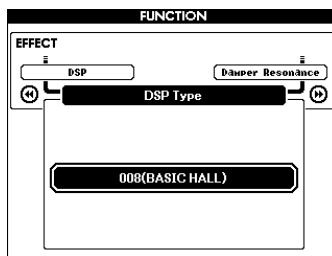 FUNCTION
EFFECT
DSP
Damper Resonance
DSP Type
008(BASIC HALL)